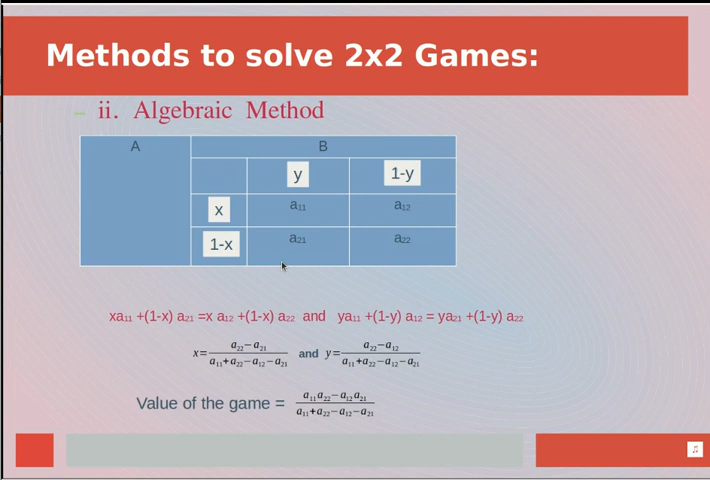 Methods to solve 2x2 Games:
– ii. Algebraic Method
A B
y 1-y
x a₁₁ a₁₂
1-x a₂₁ a₂₂
xa₁₁ +(1-x) a₂₁ =x a₁₂ +(1-x) a₂₂ and ya₁₁ +(1-y) a₁₂ = ya₂₁ +(1-y) a₂₂
x= (a₂₂−a₂₁)/(a₁₁+a₂₂−a₁₂−a₂₁) and y= (a₂₂−a₁₂)/(a₁₁+a₂₂−a₁₂−a₂₁)
Value of the game = (a₁₁a₂₂−a₁₂a₂₁)/(a₁₁+a₂₂−a₁₂−a₂₁)